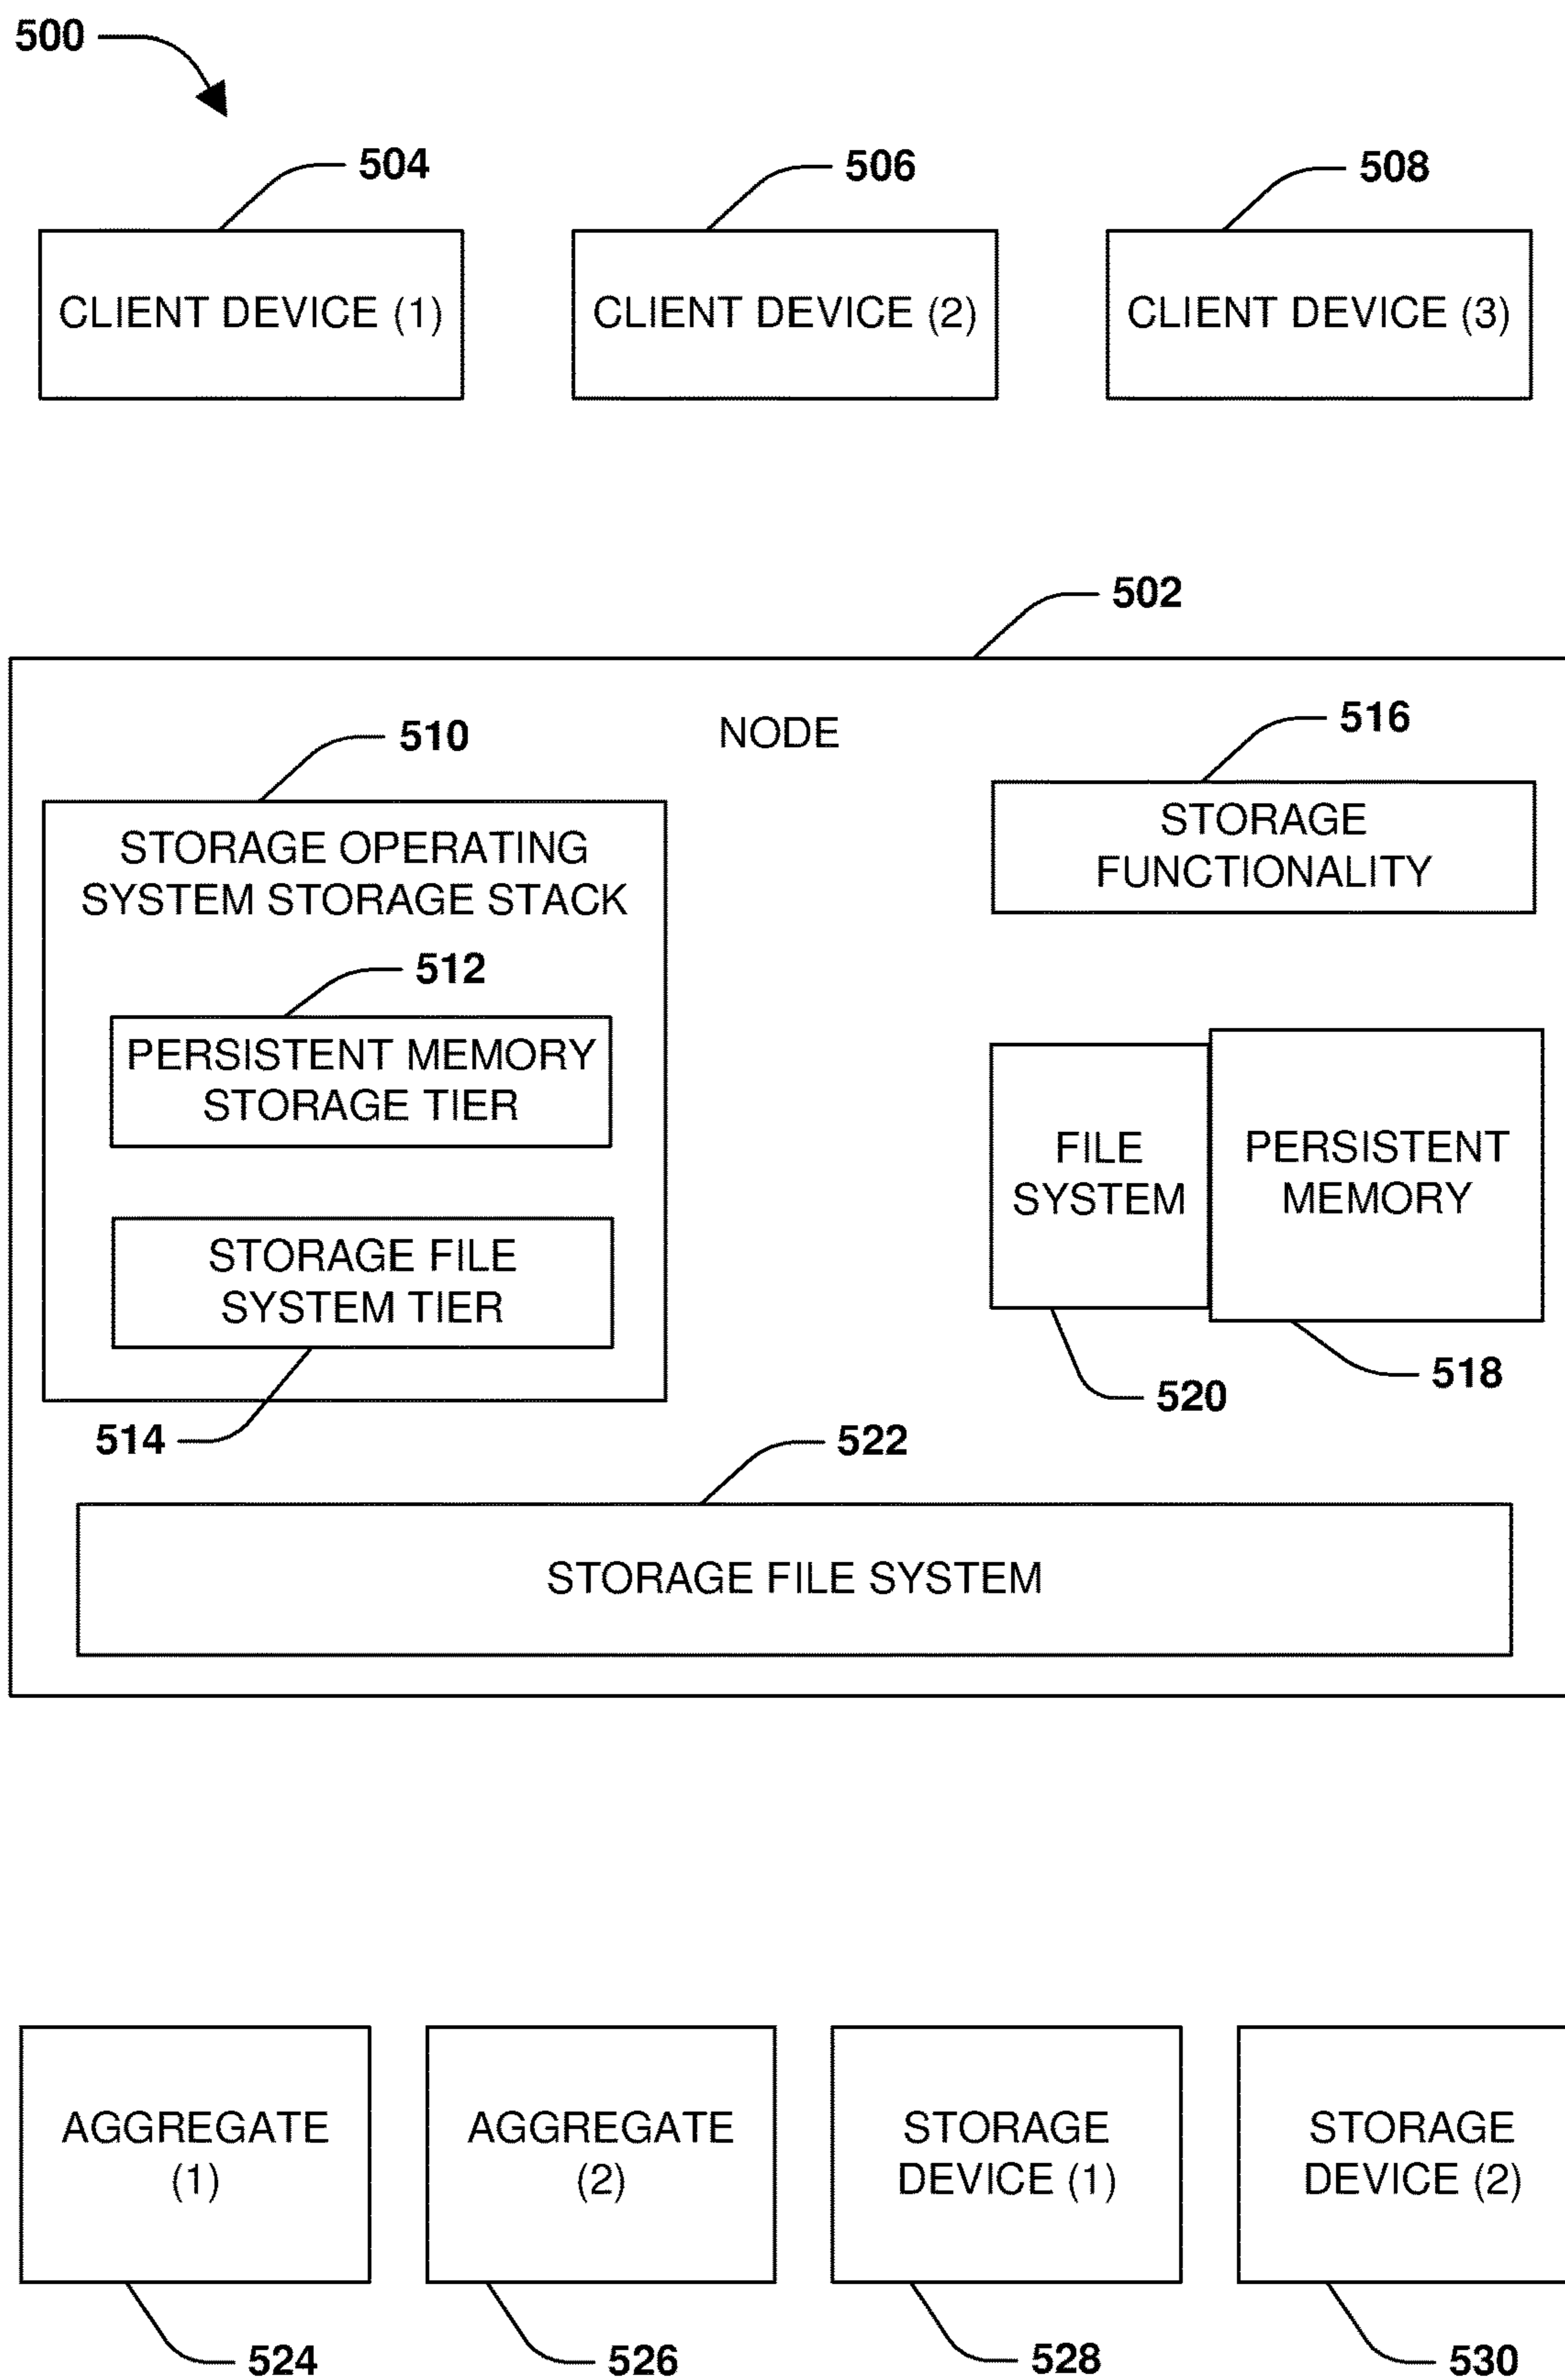 500
504
506
508
CLIENT DEVICE (1)
CLIENT DEVICE (2)
CLIENT DEVICE (3)
502
NODE
510
516
STORAGE OPERATING
SYSTEM STORAGE STACK
STORAGE
FUNCTIONALITY
512
PERSISTENT MEMORY
STORAGE TIER
FILE
SYSTEM
PERSISTENT
MEMORY
STORAGE FILE
SYSTEM TIER
518
520
514
522
STORAGE FILE SYSTEM
AGGREGATE
(1)
AGGREGATE
(2)
STORAGE
DEVICE (1)
STORAGE
DEVICE (2)
524
526
528
530